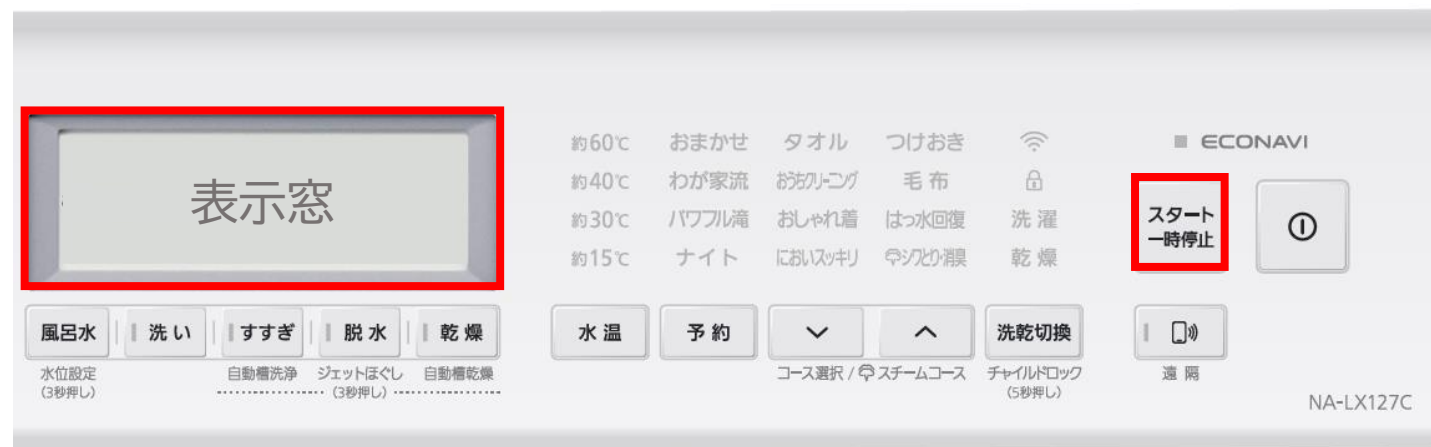 表示窓
約60℃ おまかせ タオル つけおき
約40℃ わが家流 おうちクリーニング 毛布
約30℃ パワフル滝 おしゃれ着 はっ水回復 洗濯
約15℃ ナイト においスッキリ シワとり・消臭 乾燥
ECONAVI
スタート
一時停止
風呂水 洗い すすぎ 脱水 乾燥 水温 予約 洗乾切換
水位設定
(3秒押し)
自動槽洗浄 ジェットほぐし 自動槽乾燥
(3秒押し)
コース選択 / スチームコース
チャイルドロック
(5秒押し)
遠隔
NA-LX127C